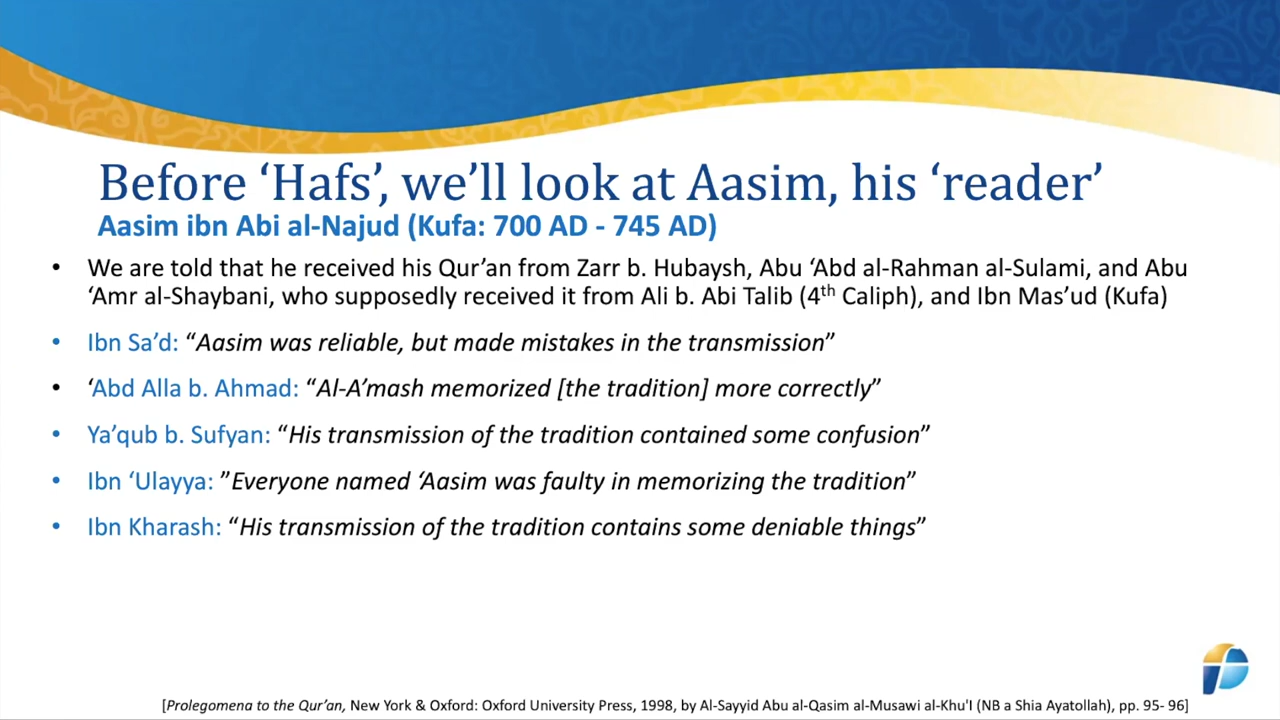 Before ‘Hafs’, we’ll look at Aasim, his ‘reader’
Aasim ibn Abi al-Najud (Kufa: 700 AD - 745 AD)
• We are told that he received his Qur’an from Zarr b. Hubaysh, Abu ‘Abd al-Rahman al-Sulami, and Abu
‘Amr al-Shaybani, who supposedly received it from Ali b. Abi Talib (4th Caliph), and Ibn Mas’ud (Kufa)
• Ibn Sa’d: “Aasim was reliable, but made mistakes in the transmission”
• ‘Abd Alla b. Ahmad: “Al-A’mash memorized [the tradition] more correctly”
• Ya’qub b. Sufyan: “His transmission of the tradition contained some confusion”
• Ibn ‘Ulayya: ”Everyone named ‘Aasim was faulty in memorizing the tradition”
• Ibn Kharash: “His transmission of the tradition contains some deniable things”
[Prolegomena to the Qur’an, New York & Oxford: Oxford University Press, 1998, by Al-Sayyid Abu al-Qasim al-Musawi al-Khu'I (NB a Shia Ayatollah), pp. 95- 96]